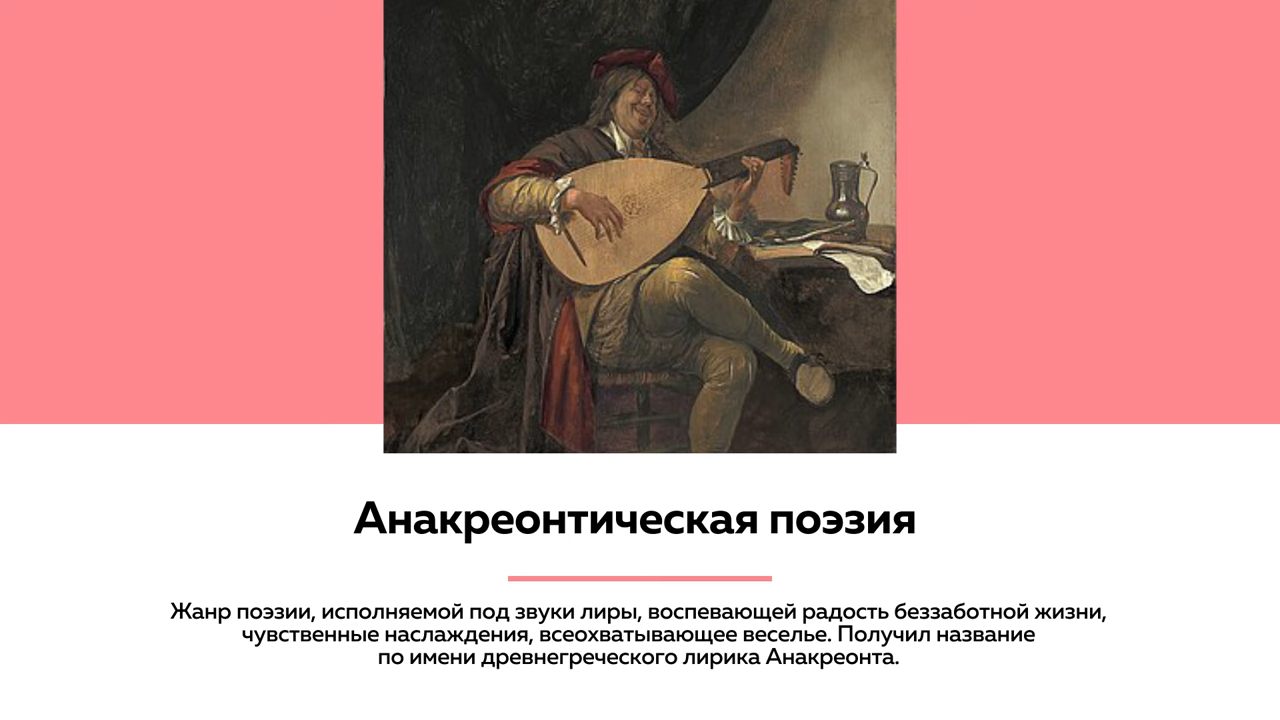 Анакреонтическая поэзия
Жанр поэзии, исполняемой под звуки лиры, воспевающей радость беззаботной жизни,
чувственные наслаждения, всеохватывающее веселье. Получил название
по имени древнегреческого лирика Анакреонта.